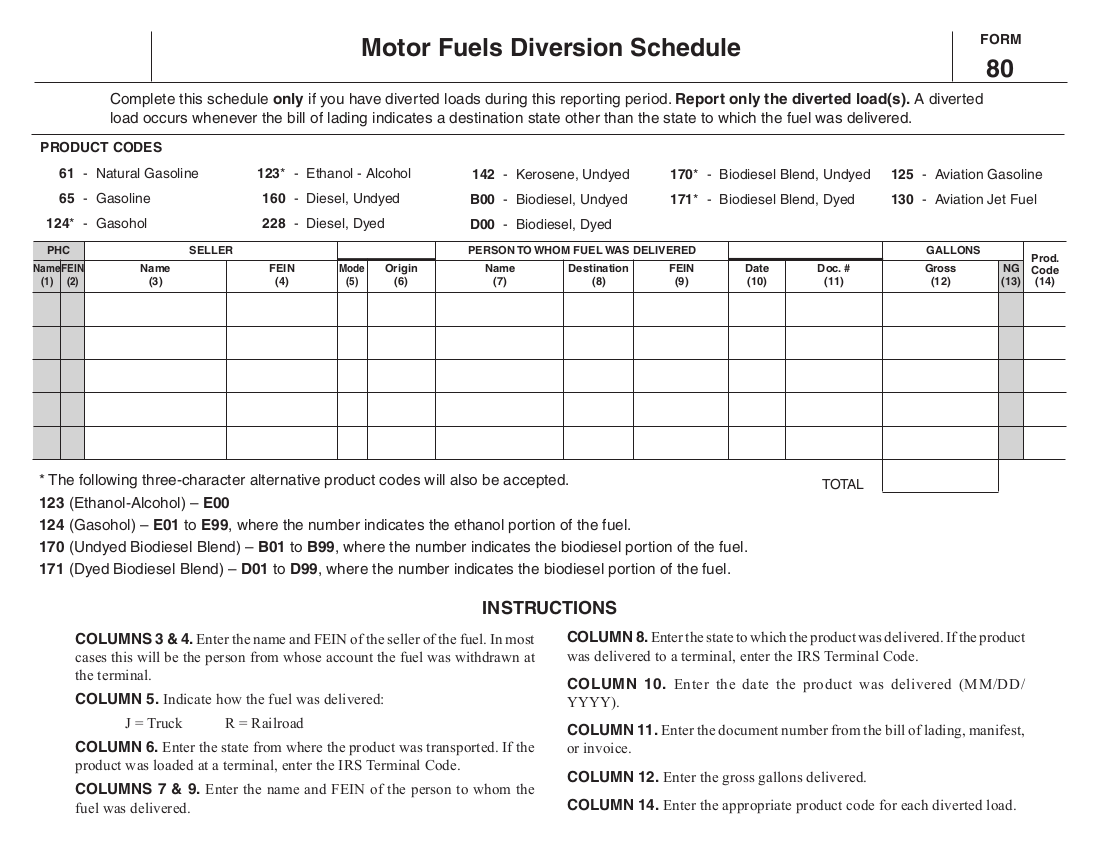 Motor Fuels Diversion Schedule
FORM
80
Complete this schedule only if you have diverted loads during this reporting period. Report only the diverted load(s). A diverted
load occurs whenever the bill of lading indicates a destination state other than the state to which the fuel was delivered.
PRODUCT CODES
61 - Natural Gasoline
65 - Gasoline
124* - Gasohol
123* - Ethanol - Alcohol
160 - Diesel, Undyed
228 - Diesel, Dyed
142 - Kerosene, Undyed
B00 - Biodiesel, Undyed
D00 - Biodiesel, Dyed
170* - Biodiesel Blend, Undyed
171* - Biodiesel Blend, Dyed
125 - Aviation Gasoline
130 - Aviation Jet Fuel
PHC SELLER PERSON TO WHOM FUEL WAS DELIVERED GALLONS
Name FEIN Name FEIN Mode Origin Name Destination FEIN Date Doc. # Gross NG Prod. Code
(1) (2) (3) (4) (5) (6) (7) (8) (9) (10) (11) (12) (13) (14)
* The following three-character alternative product codes will also be accepted.
TOTAL
123 (Ethanol-Alcohol) – E00
124 (Gasohol) – E01 to E99, where the number indicates the ethanol portion of the fuel.
170 (Undyed Biodiesel Blend) – B01 to B99, where the number indicates the biodiesel portion of the fuel.
171 (Dyed Biodiesel Blend) – D01 to D99, where the number indicates the biodiesel portion of the fuel.
INSTRUCTIONS
COLUMNS 3 & 4. Enter the name and FEIN of the seller of the fuel. In most
cases this will be the person from whose account the fuel was withdrawn at
the terminal.
COLUMN 5. Indicate how the fuel was delivered:
J = Truck R = Railroad
COLUMN 6. Enter the state from where the product was transported. If the
product was loaded at a terminal, enter the IRS Terminal Code.
COLUMNS 7 & 9. Enter the name and FEIN of the person to whom the
fuel was delivered.
COLUMN 8. Enter the state to which the product was delivered. If the product
was delivered to a terminal, enter the IRS Terminal Code.
COLUMN 10. Enter the date the product was delivered (MM/DD/
YYYY).
COLUMN 11. Enter the document number from the bill of lading, manifest,
or invoice.
COLUMN 12. Enter the gross gallons delivered.
COLUMN 14. Enter the appropriate product code for each diverted load.